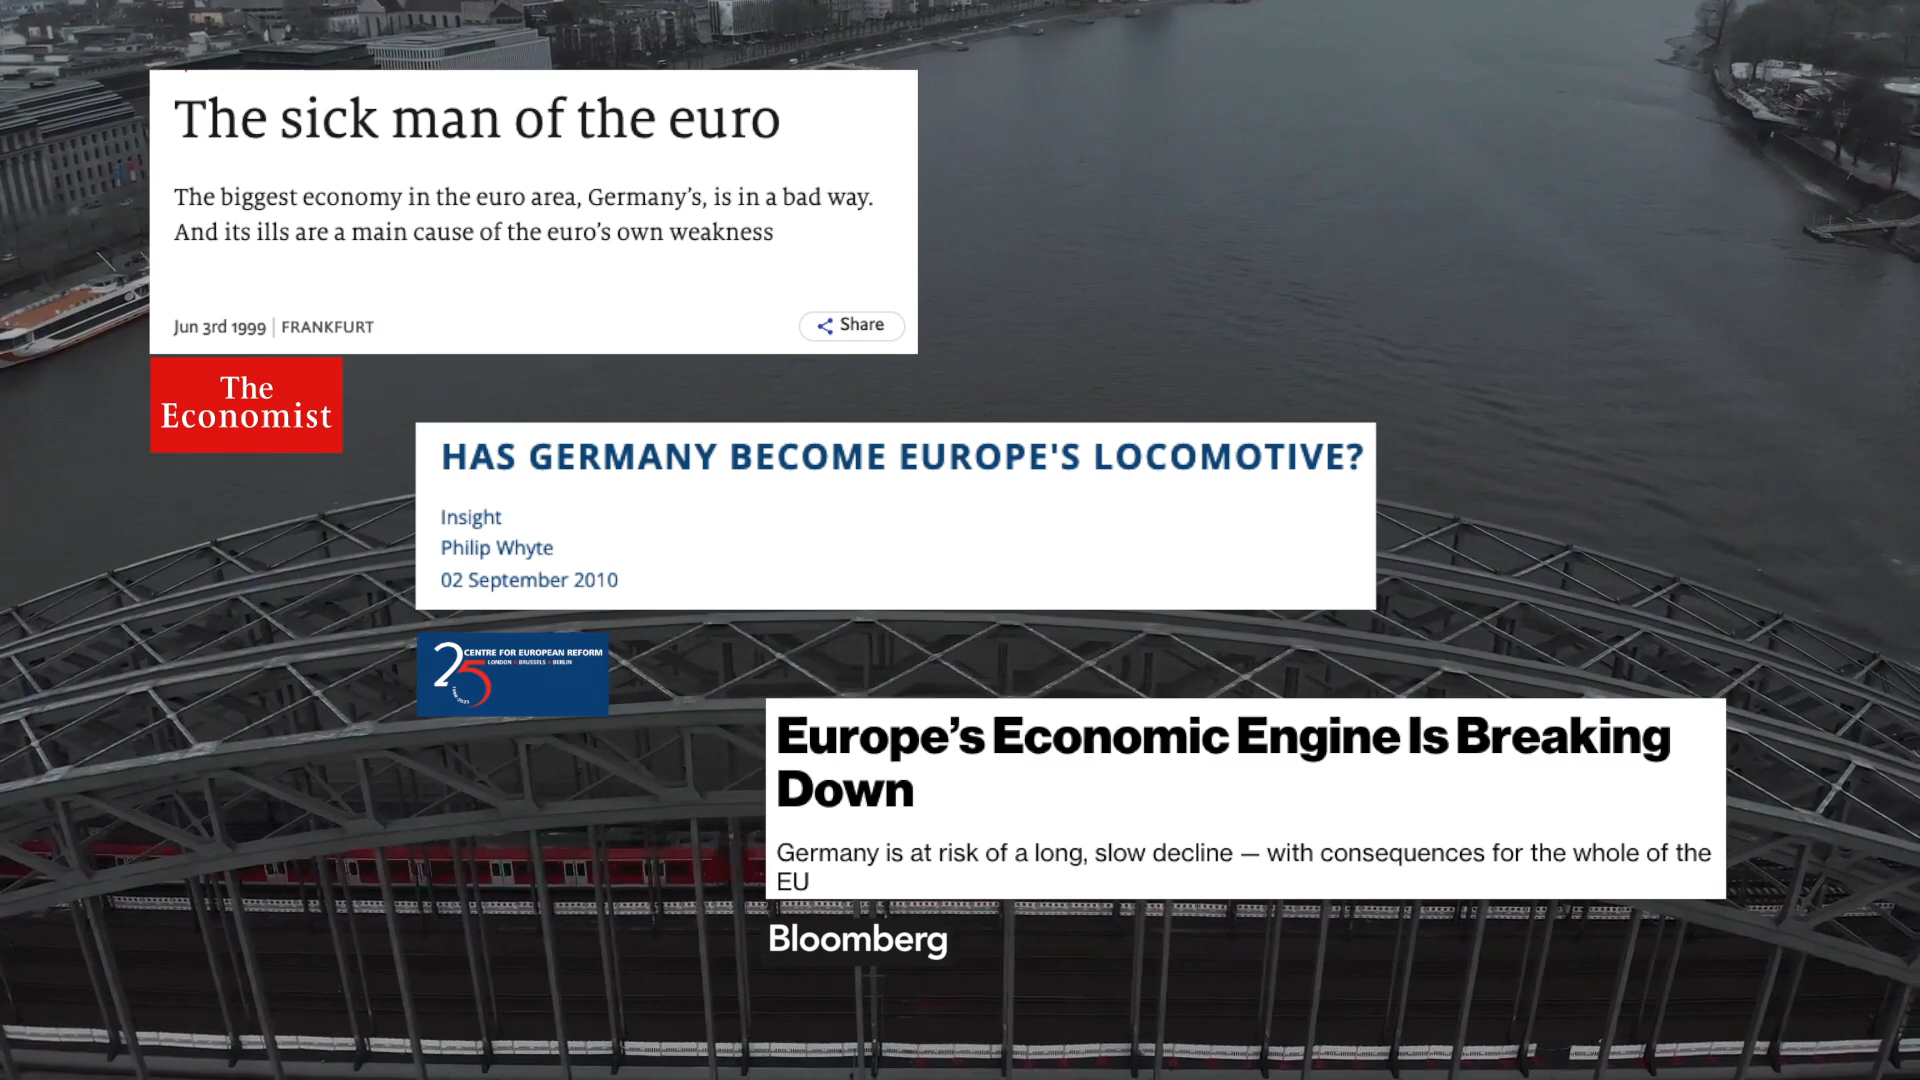 The sick man of the euro
The biggest economy in the euro area, Germany’s, is in a bad way.
And its ills are a main cause of the euro’s own weakness
Jun 3rd 1999 | FRANKFURT
Share
The
Economist
HAS GERMANY BECOME EUROPE'S LOCOMOTIVE?
Insight
Philip Whyte
02 September 2010
25
CENTRE FOR EUROPEAN REFORM
LONDON • BRUSSELS • BERLIN
Europe’s Economic Engine Is Breaking
Down
Germany is at risk of a long, slow decline — with consequences for the whole of the
EU
Bloomberg